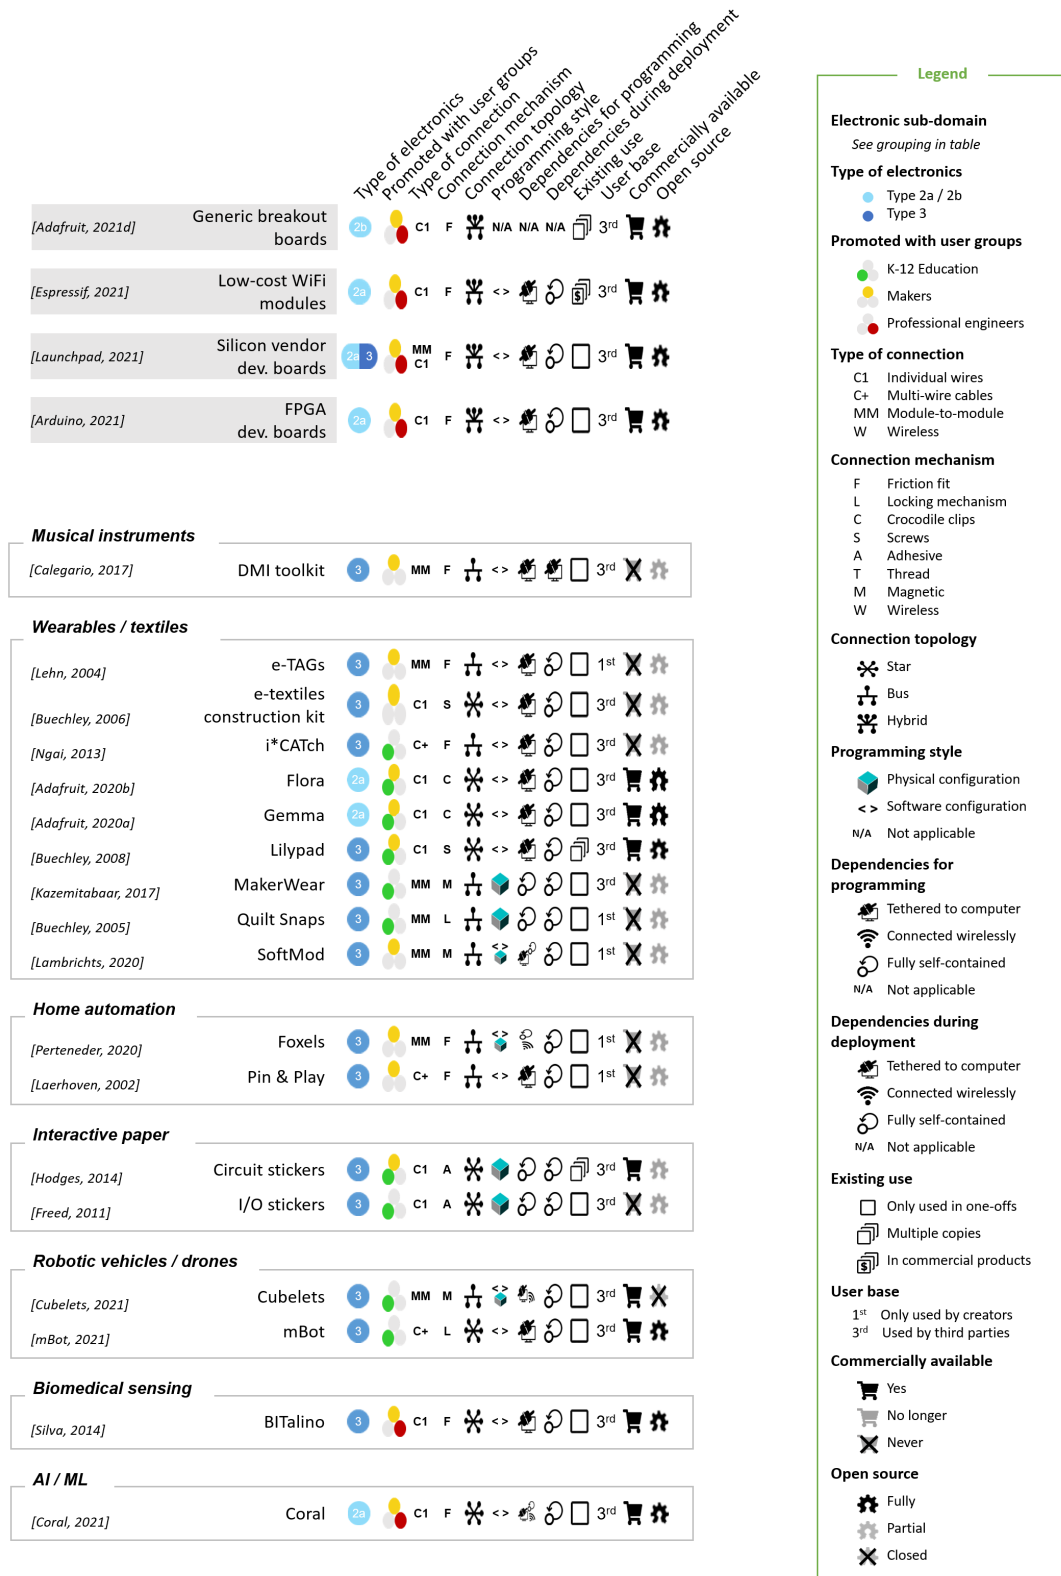 Type of electronics
Promoted with user groups
Type of connection
Connection mechanism
Connection topology
Programming style
Dependencies for programming
Dependencies during deployment
Existing use
User base
Commercially available
Open source
[Adafruit, 2021d] Generic breakout boards 2b C1 F N/A N/A N/A 3rd
[Espressif, 2021] Low-cost WiFi modules 2a C1 F < > $ 3rd
[Launchpad, 2021] Silicon vendor dev. boards 2a 3 MM C1 F < > 3rd
[Arduino, 2021] FPGA dev. boards 2a C1 F < > 3rd
Musical instruments
[Calegario, 2017] DMI toolkit 3 MM F < > 3rd
Wearables / textiles
[Lehn, 2004] e-TAGs 3 MM F < > 1st
[Buechley, 2006] e-textiles construction kit 3 C1 S < > 3rd
[Ngai, 2013] i*CATch 3 C+ F < > 3rd
[Adafruit, 2020b] Flora 2a C1 C < > 3rd
[Adafruit, 2020a] Gemma 2a C1 C < > 3rd
[Buechley, 2008] Lilypad 3 C1 S < > 3rd
[Kazemitabaar, 2017] MakerWear 3 MM M 3rd
[Buechley, 2005] Quilt Snaps 3 MM L 1st
[Lambrichts, 2020] SoftMod 3 MM M < > 1st
Home automation
[Perteneder, 2020] Foxels 3 MM F < > 1st
[Laerhoven, 2002] Pin & Play 3 C+ F < > 1st
Interactive paper
[Hodges, 2014] Circuit stickers 3 C1 A 3rd
[Freed, 2011] I/O stickers 3 C1 A 3rd
Robotic vehicles / drones
[Cubelets, 2021] Cubelets 3 MM M < > 3rd
[mBot, 2021] mBot 3 C+ L < > 3rd
Biomedical sensing
[Silva, 2014] BITalino 3 C1 F < > 3rd
AI / ML
[Coral, 2021] Coral 2a C1 F < > 3rd
Legend
Electronic sub-domain
See grouping in table
Type of electronics
Type 2a / 2b
Type 3
Promoted with user groups
K-12 Education
Makers
Professional engineers
Type of connection
C1 Individual wires
C+ Multi-wire cables
MM Module-to-module
W Wireless
Connection mechanism
F Friction fit
L Locking mechanism
C Crocodile clips
S Screws
A Adhesive
T Thread
M Magnetic
W Wireless
Connection topology
Star
Bus
Hybrid
Programming style
Physical configuration
< > Software configuration
N/A Not applicable
Dependencies for
programming
Tethered to computer
Connected wirelessly
Fully self-contained
N/A Not applicable
Dependencies during
deployment
Tethered to computer
Connected wirelessly
Fully self-contained
N/A Not applicable
Existing use
Only used in one-offs
Multiple copies
$ In commercial products
User base
1st Only used by creators
3rd Used by third parties
Commercially available
Yes
No longer
Never
Open source
Fully
Partial
Closed